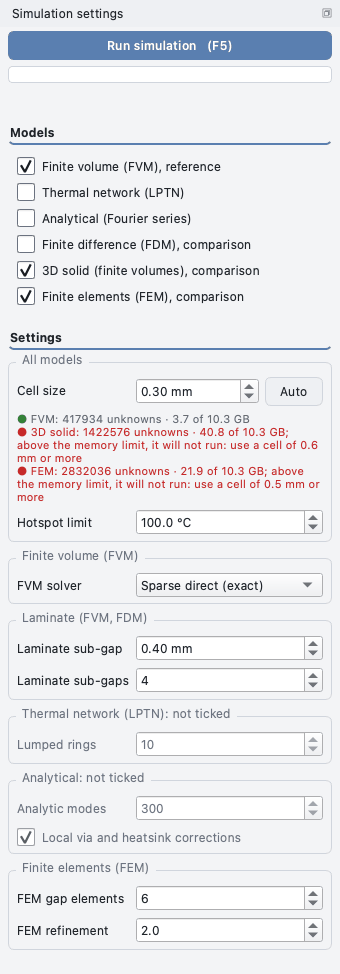 Simulation settings
Run simulation (F5)
Models
Finite volume (FVM), reference
Thermal network (LPTN)
Analytical (Fourier series)
Finite difference (FDM), comparison
3D solid (finite volumes), comparison
Finite elements (FEM), comparison
Settings
All models
Cell size 0.30 mm Auto
FVM: 417934 unknowns · 3.7 of 10.3 GB
3D solid: 1422576 unknowns · 40.8 of 10.3 GB;
above the memory limit, it will not run: use a cell of 0.6
mm or more
FEM: 2832036 unknowns · 21.9 of 10.3 GB; above
the memory limit, it will not run: use a cell of 0.5 mm or
more
Hotspot limit 100.0 °C
Finite volume (FVM)
FVM solver Sparse direct (exact)
Laminate (FVM, FDM)
Laminate sub-gap 0.40 mm
Laminate sub-gaps 4
Thermal network (LPTN): not ticked
Lumped rings 10
Analytical: not ticked
Analytic modes 300
Local via and heatsink corrections
Finite elements (FEM)
FEM gap elements 6
FEM refinement 2.0